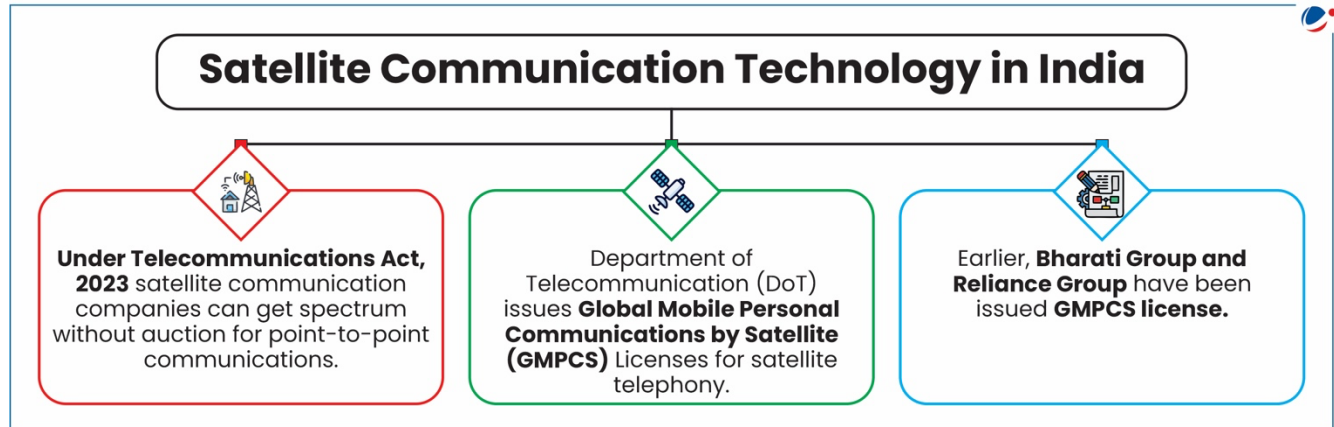 Satellite Communication Technology in India
Under Telecommunications Act,
2023 satellite communication
companies can get spectrum
without auction for point-to-point
communications.
Department of
Telecommunication (DoT)
issues Global Mobile Personal
Communications by Satellite
(GMPCS) Licenses for satellite
telephony.
Earlier, Bharati Group and
Reliance Group have been
issued GMPCS license.